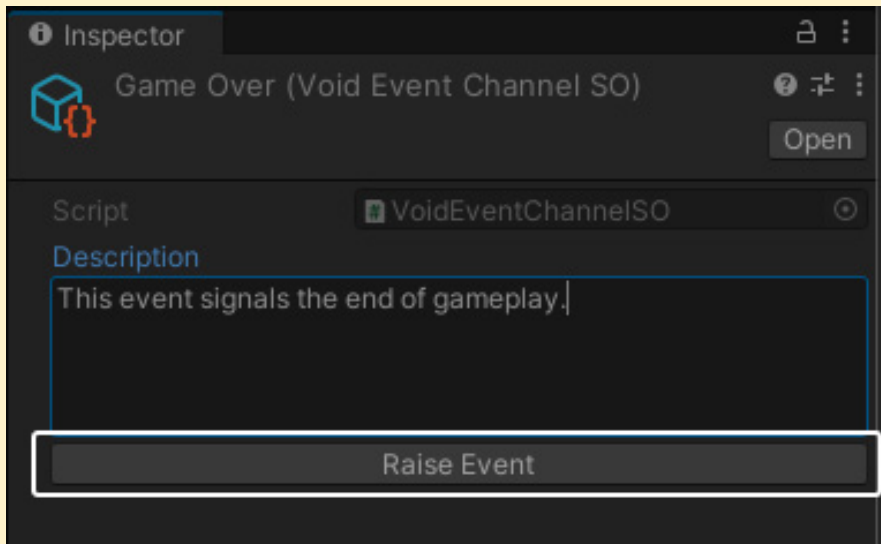 Inspector
Game Over (Void Event Channel SO)
Open
Script
VoidEventChannelSO
Description
This event signals the end of gameplay.
Raise Event